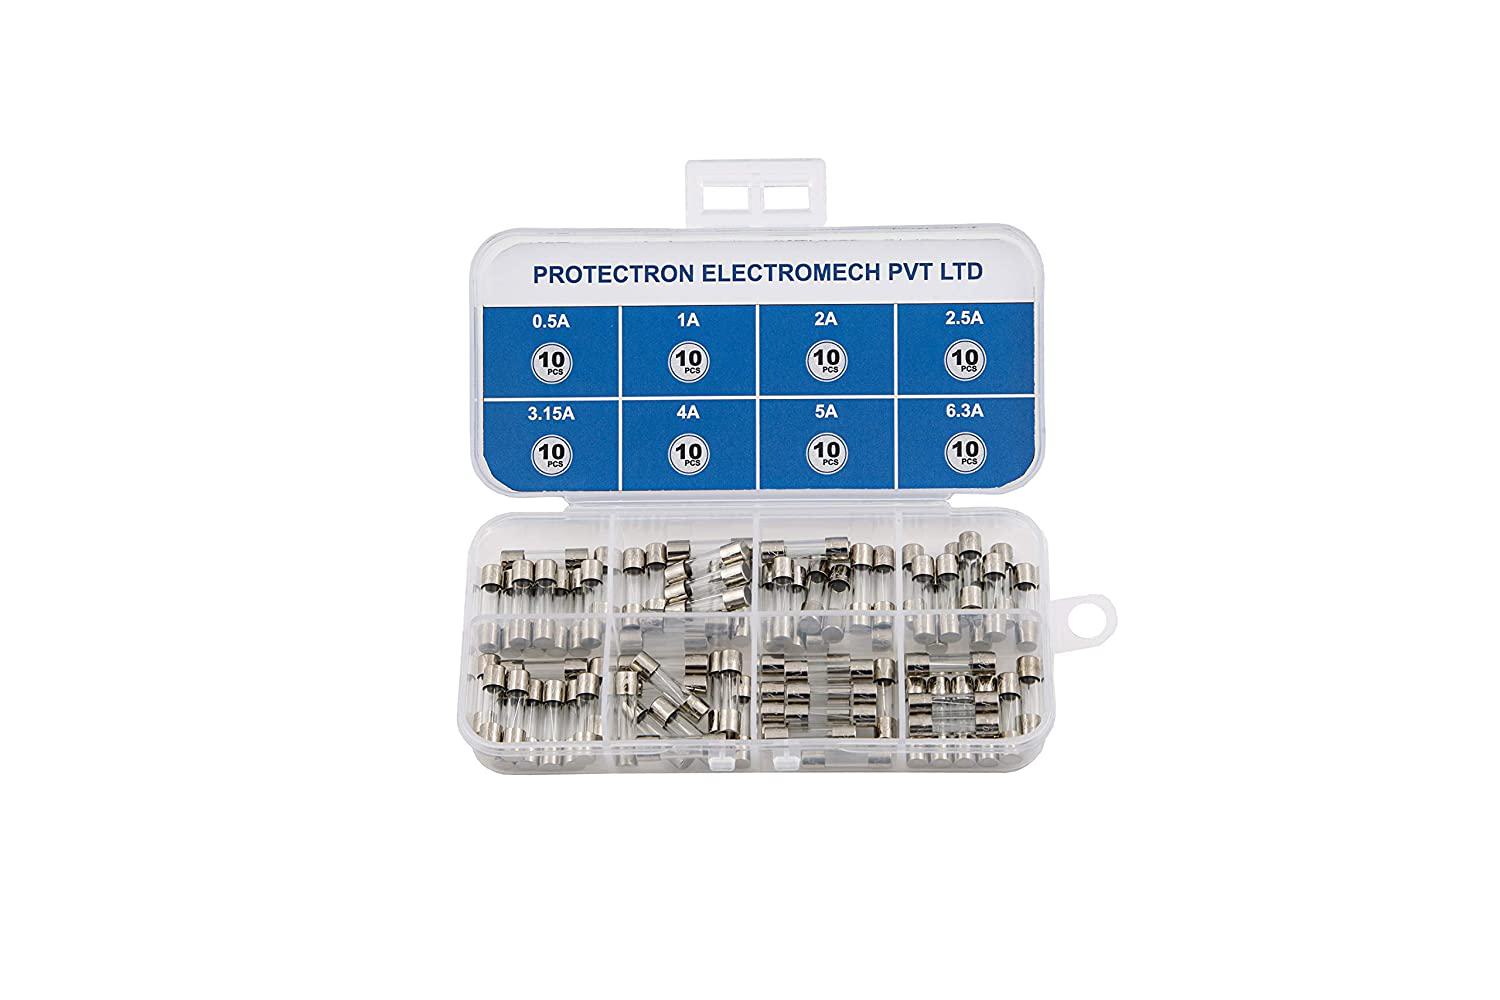 PROTECTRON ELECTROMECH PVT LTD
0.5A 1A 2A 2.5A
10 PCS 10 PCS 10 PCS 10 PCS
3.15A 4A 5A 6.3A
10 PCS 10 PCS 10 PCS 10 PCS